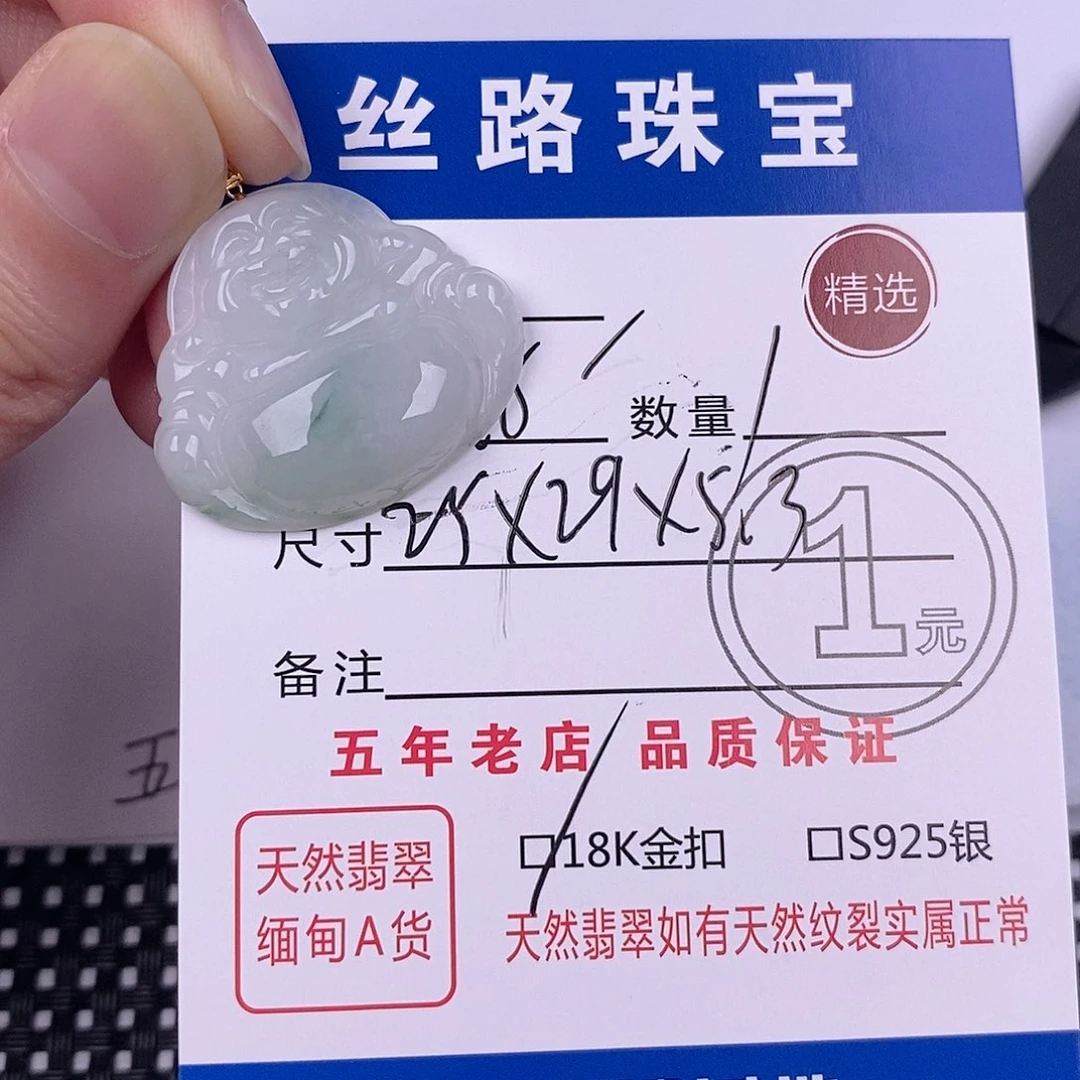 丝路珠宝
精选
数量
尺寸25X29X5.3
1元
备注
五年老店 品质保证
五
天然翡翠
缅甸A货
18K金扣 S925银
天然翡翠如有天然纹裂实属正常